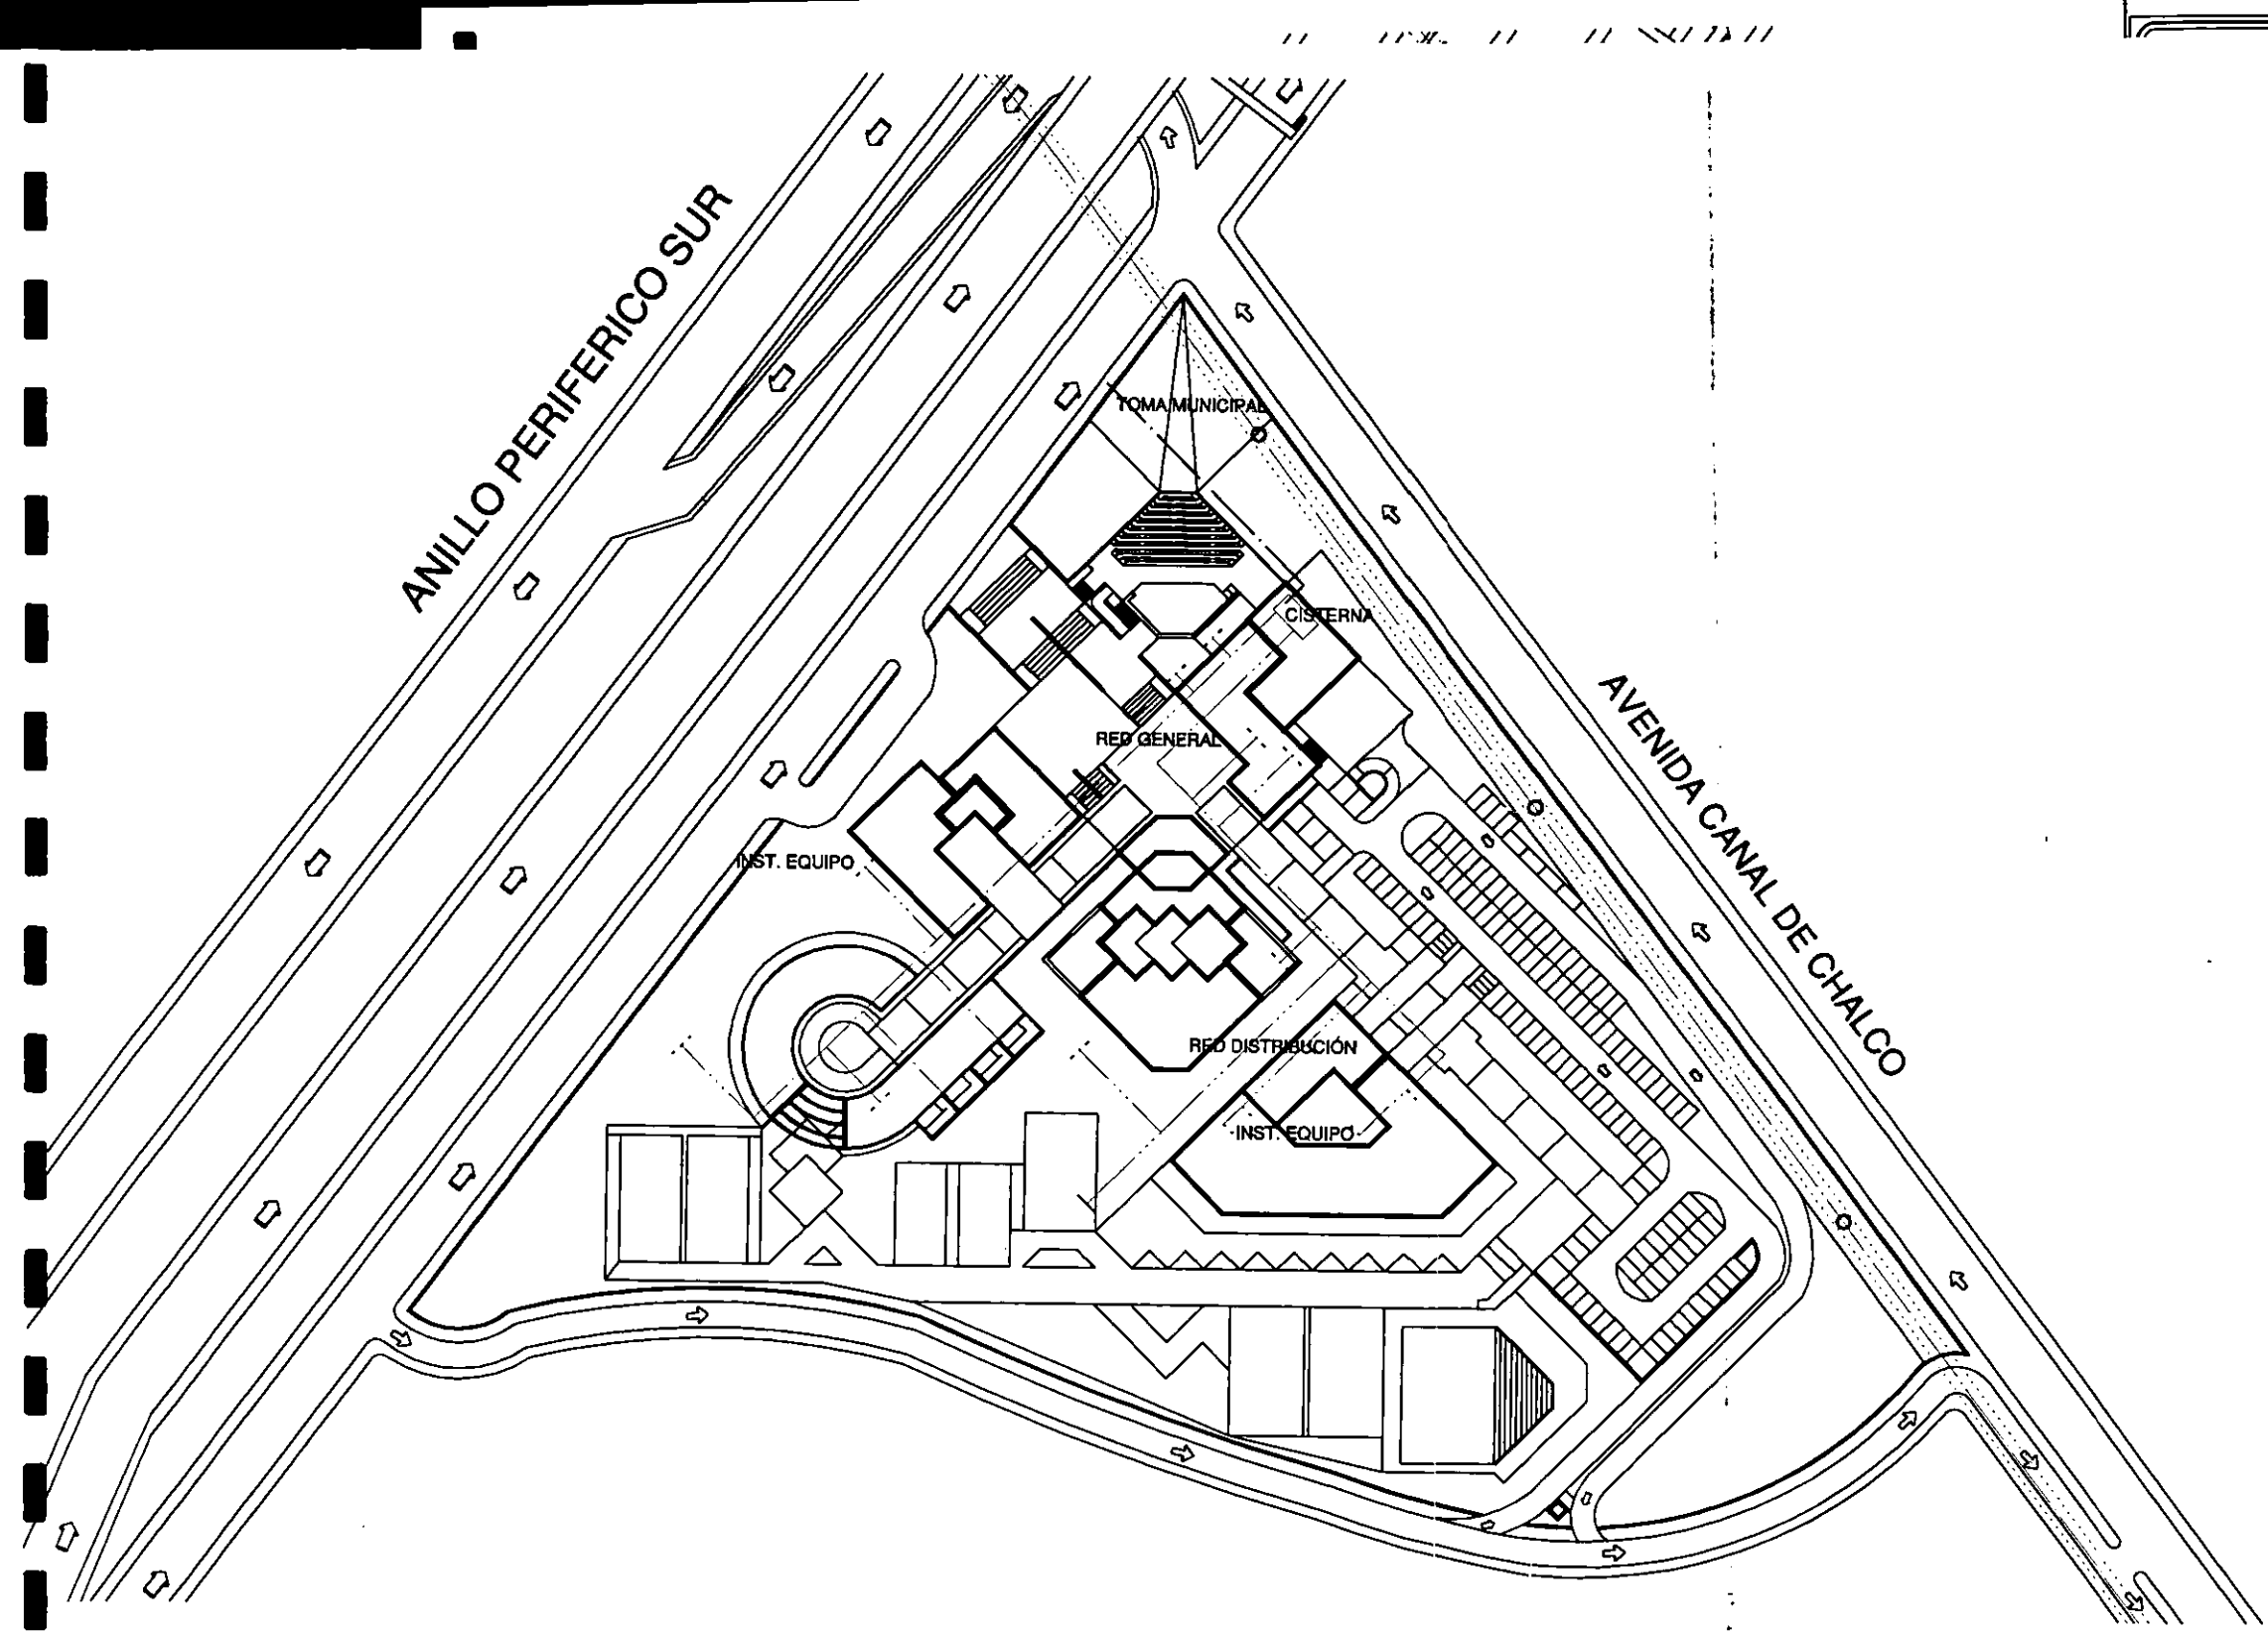 ANILLO PERIFERICO SUR
TOMA MUNICIPAL
CISTERNA
AVENIDA CANAL DE CHALCO
RED GENERAL
INST. EQUIPO
RED DISTRIBUCIÓN
INST. EQUIPO